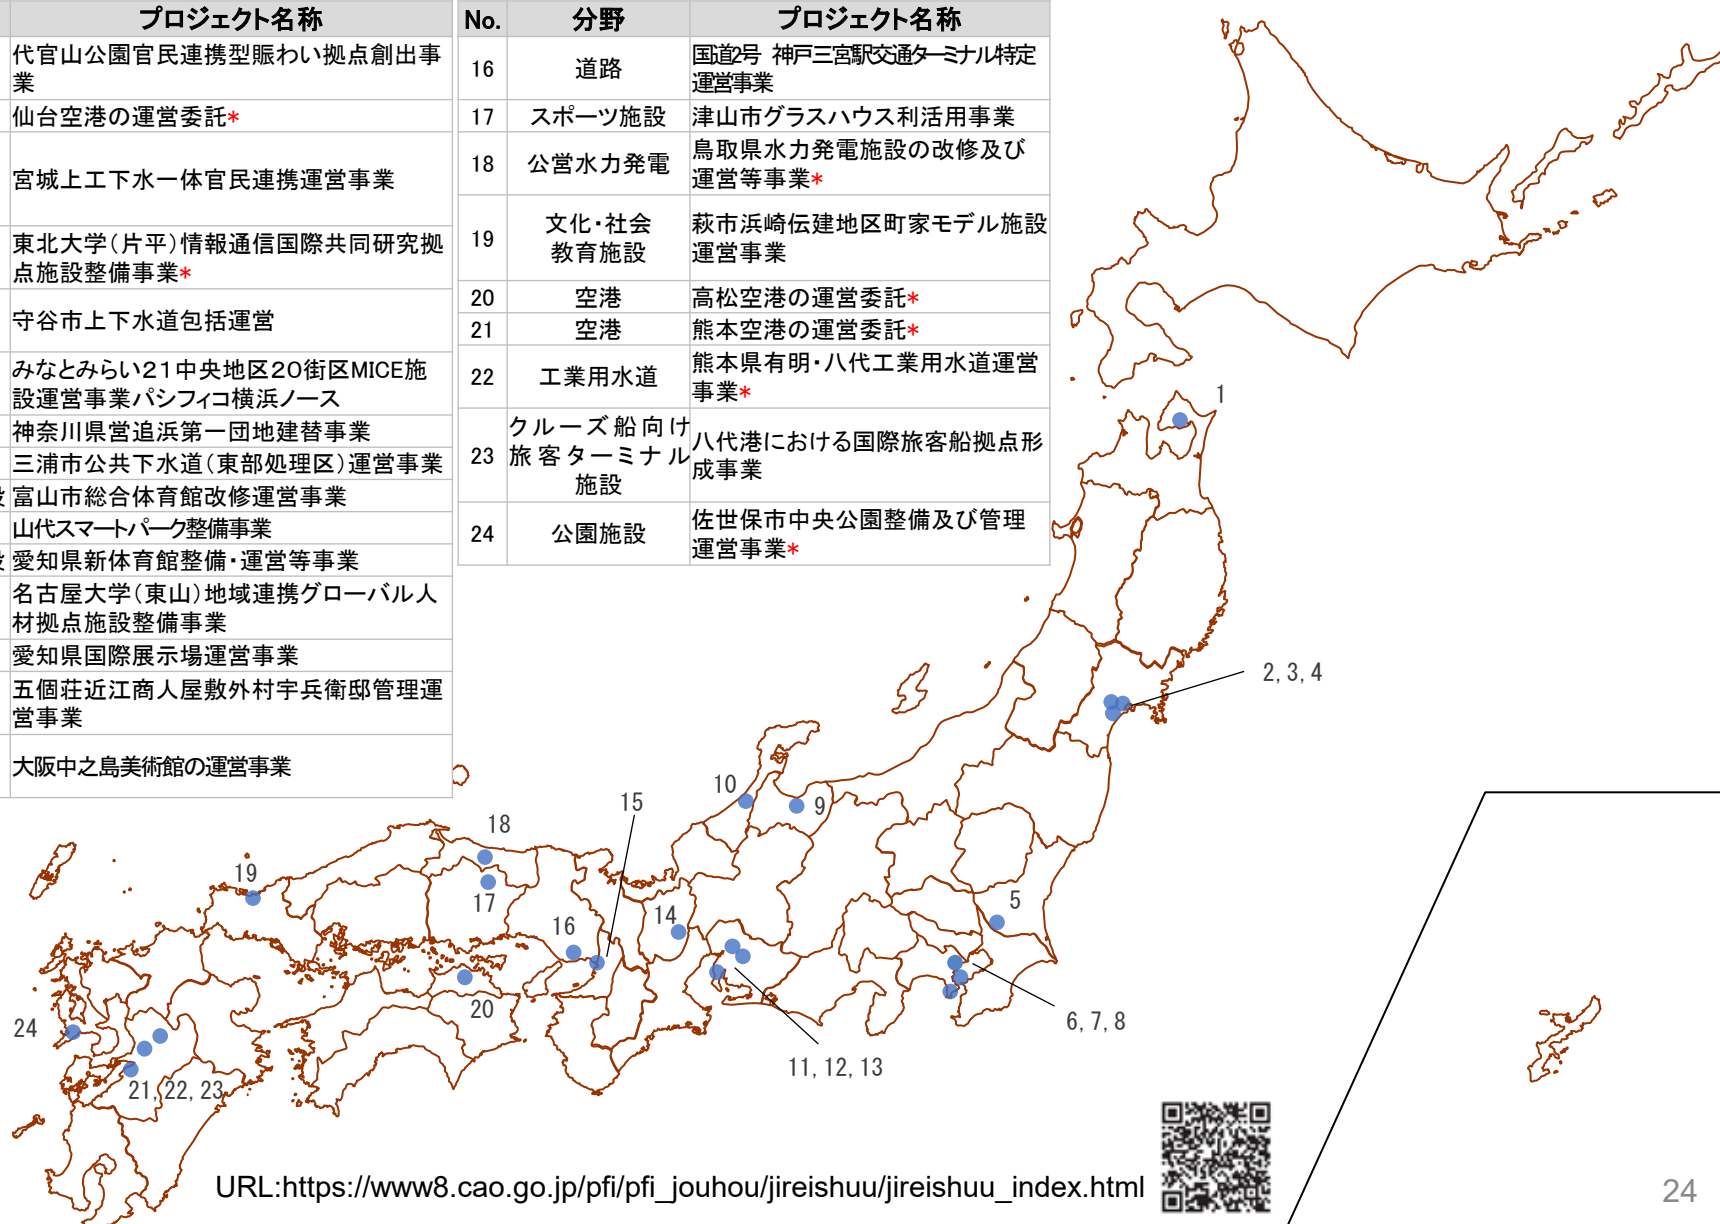 プロジェクト名称
代官山公園官民連携型賑わい拠点創出事
業
仙台空港の運営委託*
宮城上工下水一体官民連携運営事業
東北大学(片平)情報通信国際共同研究拠
点施設整備事業*
守谷市上下水道包括運営
みなとみらい21中央地区20街区MICE施
設運営事業パシフィコ横浜ノース
神奈川県営追浜第一団地建替事業
三浦市公共下水道(東部処理区)運営事業
富山市総合体育館改修運営事業
山代スマートパーク整備事業
愛知県新体育館整備・運営等事業
名古屋大学(東山)地域連携グローバル人
材拠点施設整備事業
愛知県国際展示場運営事業
五個荘近江商人屋敷外村宇兵衛邸管理運
営事業
大阪中之島美術館の運営事業
No. 分野 プロジェクト名称
16 道路 国道2号 神戸三宮駅交通ターミナル特定
運営事業
17 スポーツ施設 津山市グラスハウス利活用事業
18 公営水力発電 鳥取県水力発電施設の改修及び
運営等事業*
19 文化・社会
教育施設 萩市浜崎伝建地区町家モデル施設
運営事業
20 空港 高松空港の運営委託*
21 空港 熊本空港の運営委託*
22 工業用水道 熊本県有明・八代工業用水道運営
事業*
23 クルーズ船向け
旅客ターミナル
施設 八代港における国際旅客船拠点形
成事業
24 公園施設 佐世保市中央公園整備及び管理
運営事業*
1
2, 3, 4
10
9
15
18
19
17
5
14
16
20
6, 7, 8
24
11, 12, 13
21, 22, 23
URL:https://www8.cao.go.jp/pfi/pfi_jouhou/jireishuu/jireishuu_index.html
24